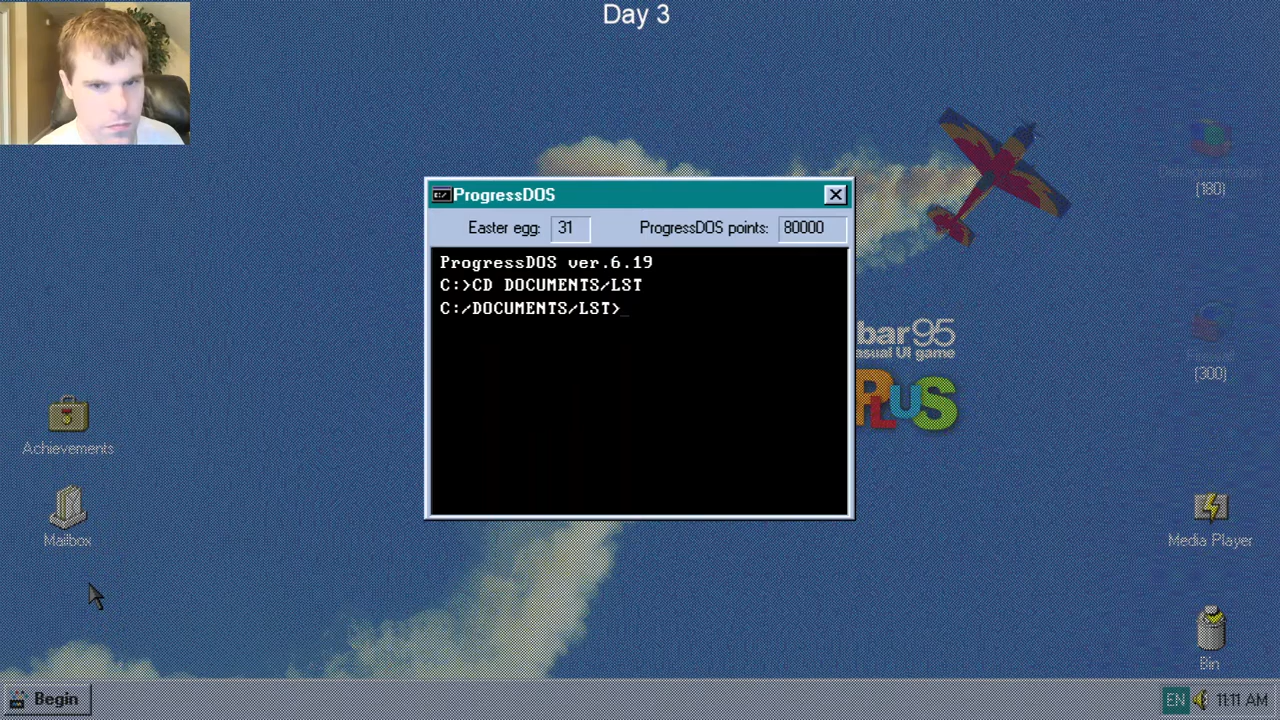 Day 3
ProgressDOS
Easter egg: 31 ProgressDOS points: 80000
ProgressDOS ver.6.19
C:>CD DOCUMENTS/LST
C:/DOCUMENTS/LST>_
(180)
bar95
asual UI game
PLUS
(300)
Achievements
Mailbox
Media Player
Bin
Begin
EN 11:11 AM